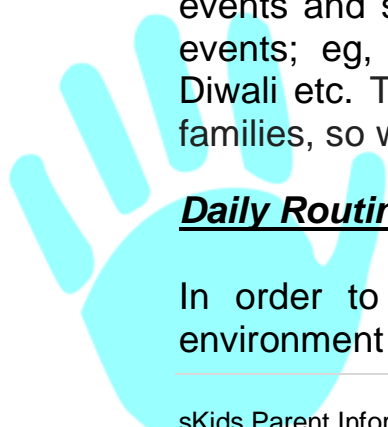 events and s
events; eg,
Diwali etc. T
families, so w
Daily Routin
In order to
environment
sKids Parent Infor